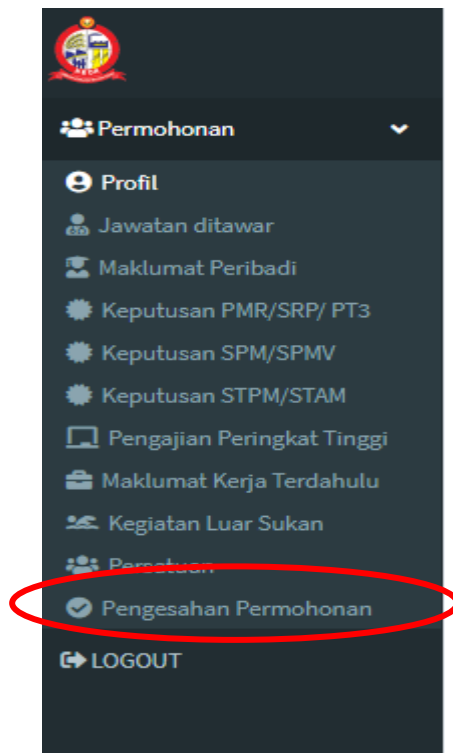 Permohonan
Profil
Jawatan ditawar
Maklumat Peribadi
Keputusan PMR/SRP/ PT3
Keputusan SPM/SPMV
Keputusan STPM/STAM
Pengajian Peringkat Tinggi
Maklumat Kerja Terdahulu
Kegiatan Luar Sukan
Persatuan
Pengesahan Permohonan
LOGOUT